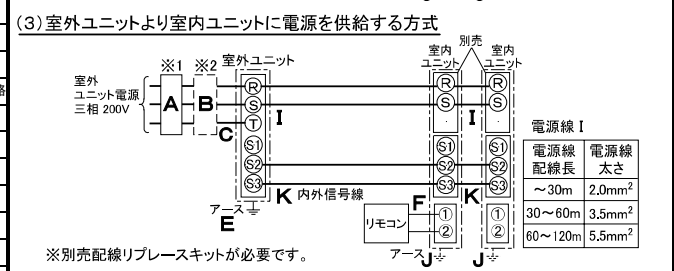 (3)室外ユニットより室内ユニットに電源を供給する方式
別売
※1 ※2 室外ユニット
室内
ユニット
室内
ユニット
室外
ユニット電源
三相 200V
A B C
R
S
T
S1
S2
S3
I
K 内外信号線
R
S
S1
S2
S3
I
K
R
S
S1
S2
S3
アース
E
F
リモコン
①
②
①
②
アース J J
※別売配線リプレースキットが必要です。
電源線 I
電源線
配線長
電源線
太さ
~30m 2.0mm²
30~60m 3.5mm²
60~120m 5.5mm²